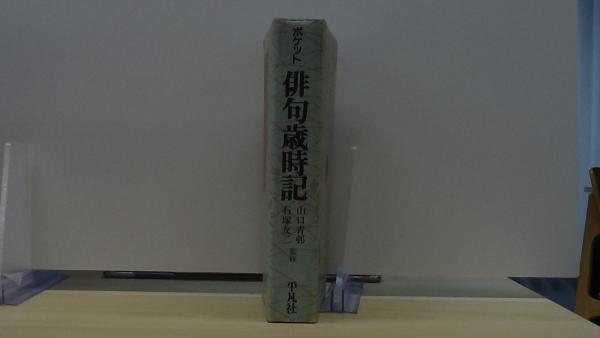 ポケット
俳句歳時記
山口青邨
石塚友二
監修
平凡社